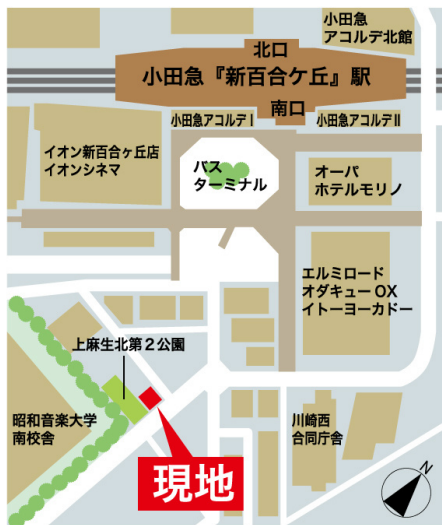 小田急
アコルデ北館
北口
小田急『新百合ケ丘』駅
南口
小田急アコルデⅠ
小田急アコルデⅡ
イオン新百合ヶ丘店
イオンシネマ
バス
ターミナル
オーパ
ホテルモリノ
エルミロード
オダキューOX
イトーヨーカドー
上麻生北第2公園
昭和音楽大学
南校舎
川崎西
合同庁舎
現地